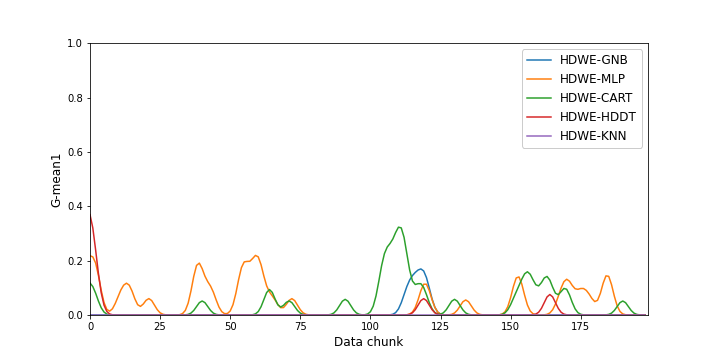 1.0
0.8
0.6
0.4
0.2
0.0
G-mean1
0 25 50 75 100 125 150 175
Data chunk
HDWE-GNB
HDWE-MLP
HDWE-CART
HDWE-HDDT
HDWE-KNN